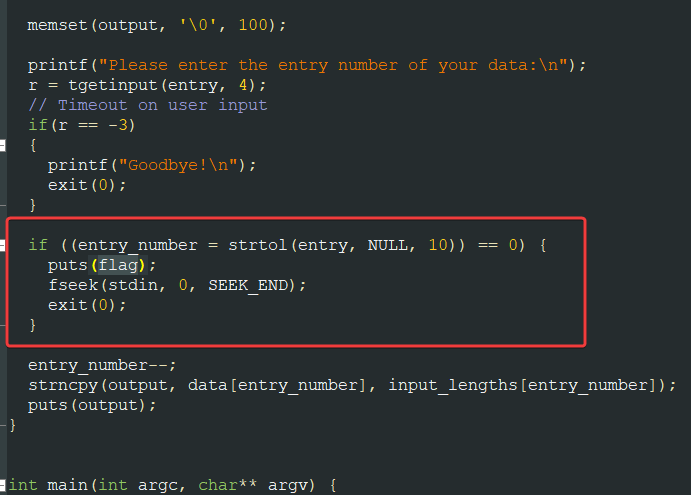 memset(output, '\0', 100);
printf("Please enter the entry number of your data:\n");
r = tgetinput(entry, 4);
// Timeout on user input
if(r == -3)
{
printf("Goodbye!\n");
exit(0);
}
if ((entry_number = strtol(entry, NULL, 10)) == 0) {
puts(flag);
fseek(stdin, 0, SEEK_END);
exit(0);
}
entry_number--;
strncpy(output, data[entry_number], input_lengths[entry_number]);
puts(output);
}
int main(int argc, char** argv) {